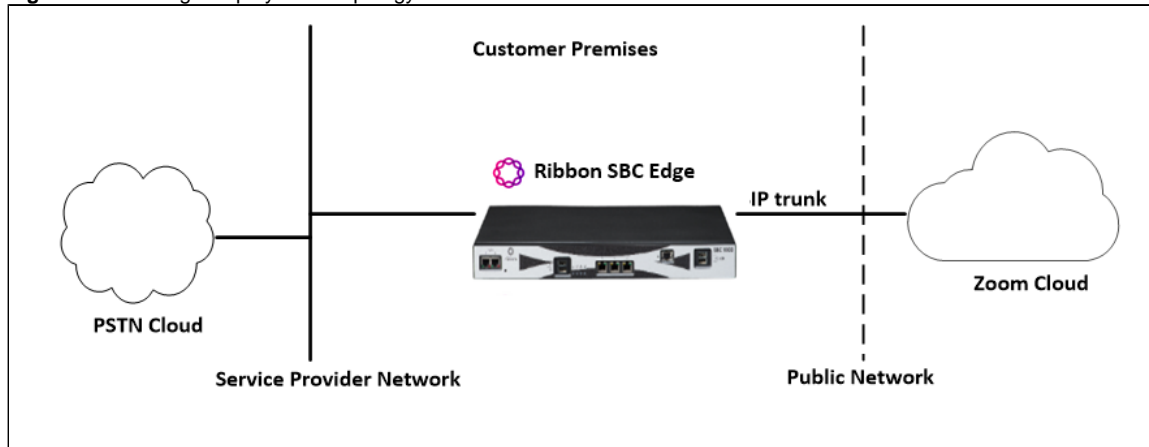 Customer Premises
Ribbon SBC Edge
IP trunk
Zoom Cloud
PSTN Cloud
Service Provider Network
Public Network